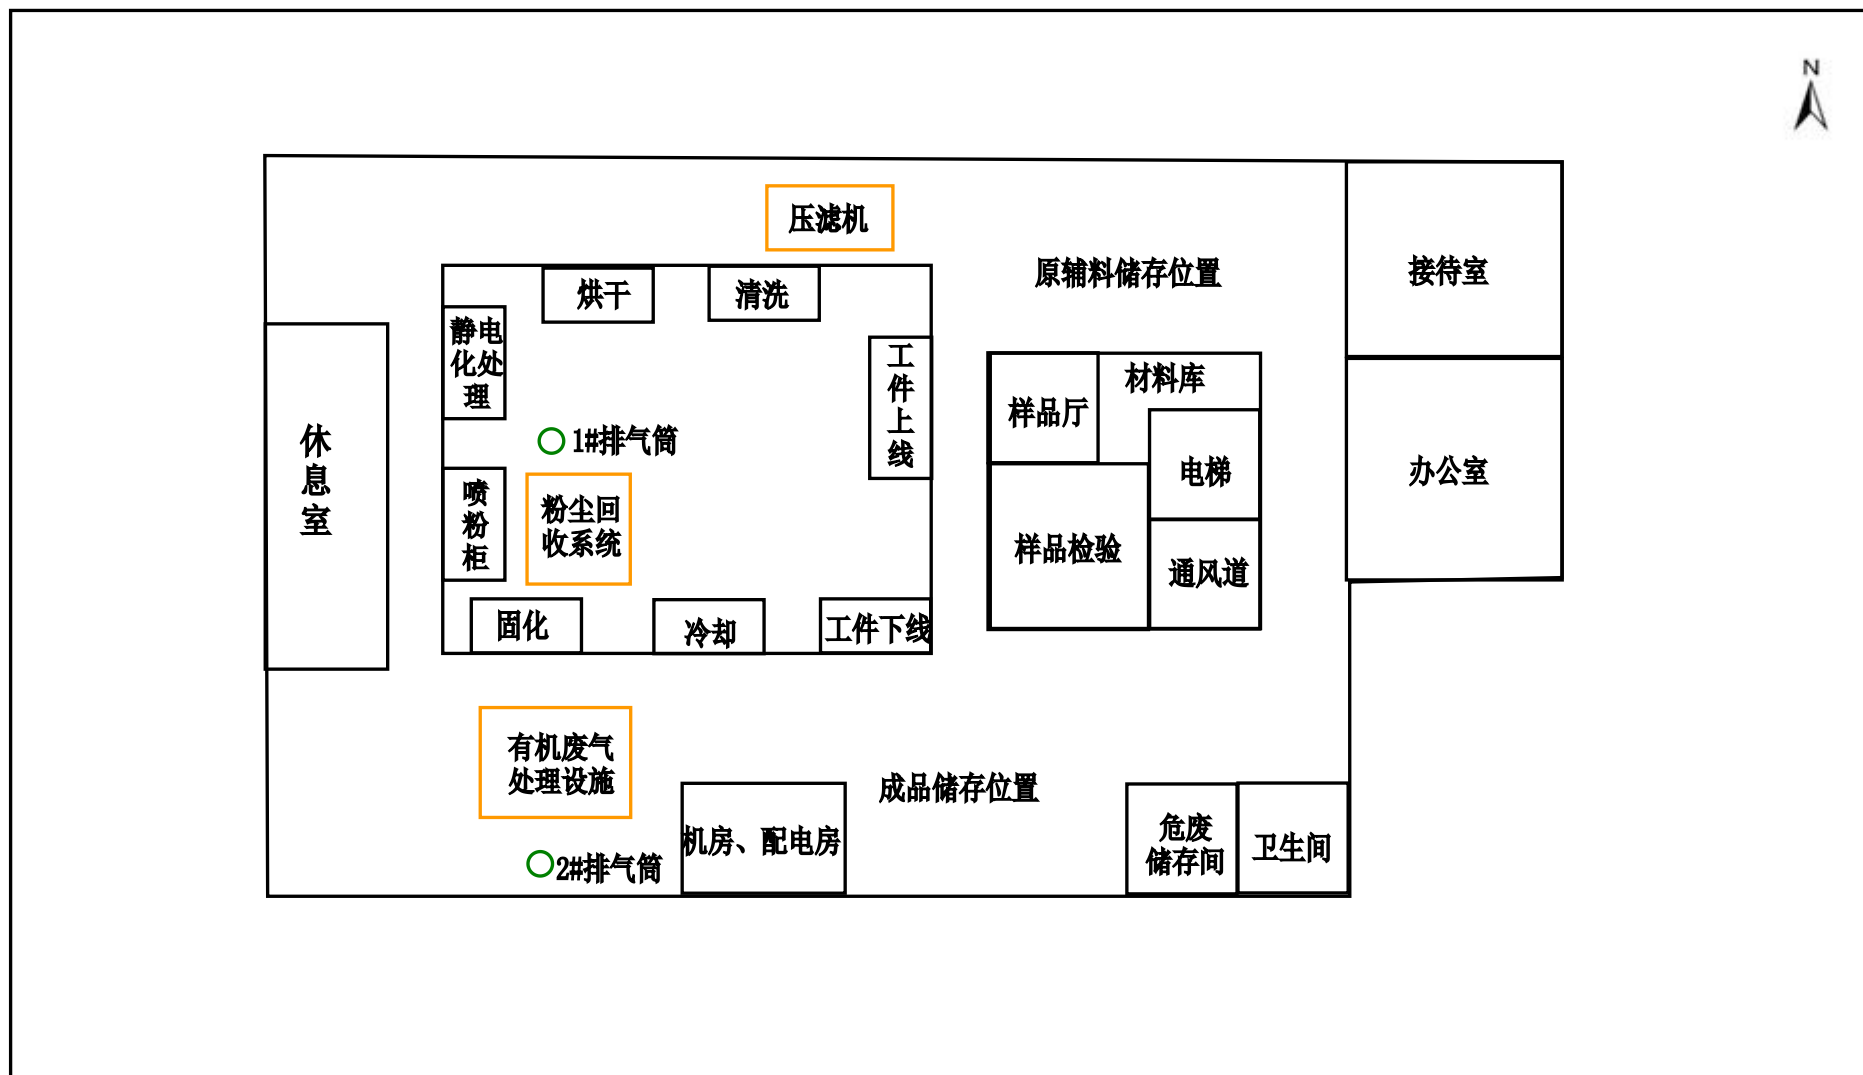 N
压滤机
烘干
清洗
原辅料储存位置
接待室
静电
化处
理
工
件
上
线
材料库
样品厅
休
息
室
1#排气筒
电梯
办公室
喷
粉
柜
粉尘回
收系统
样品检验
通风道
固化
冷却
工件下线
有机废气
处理设施
成品储存位置
机房、配电房
危废
储存间
卫生间
2#排气筒